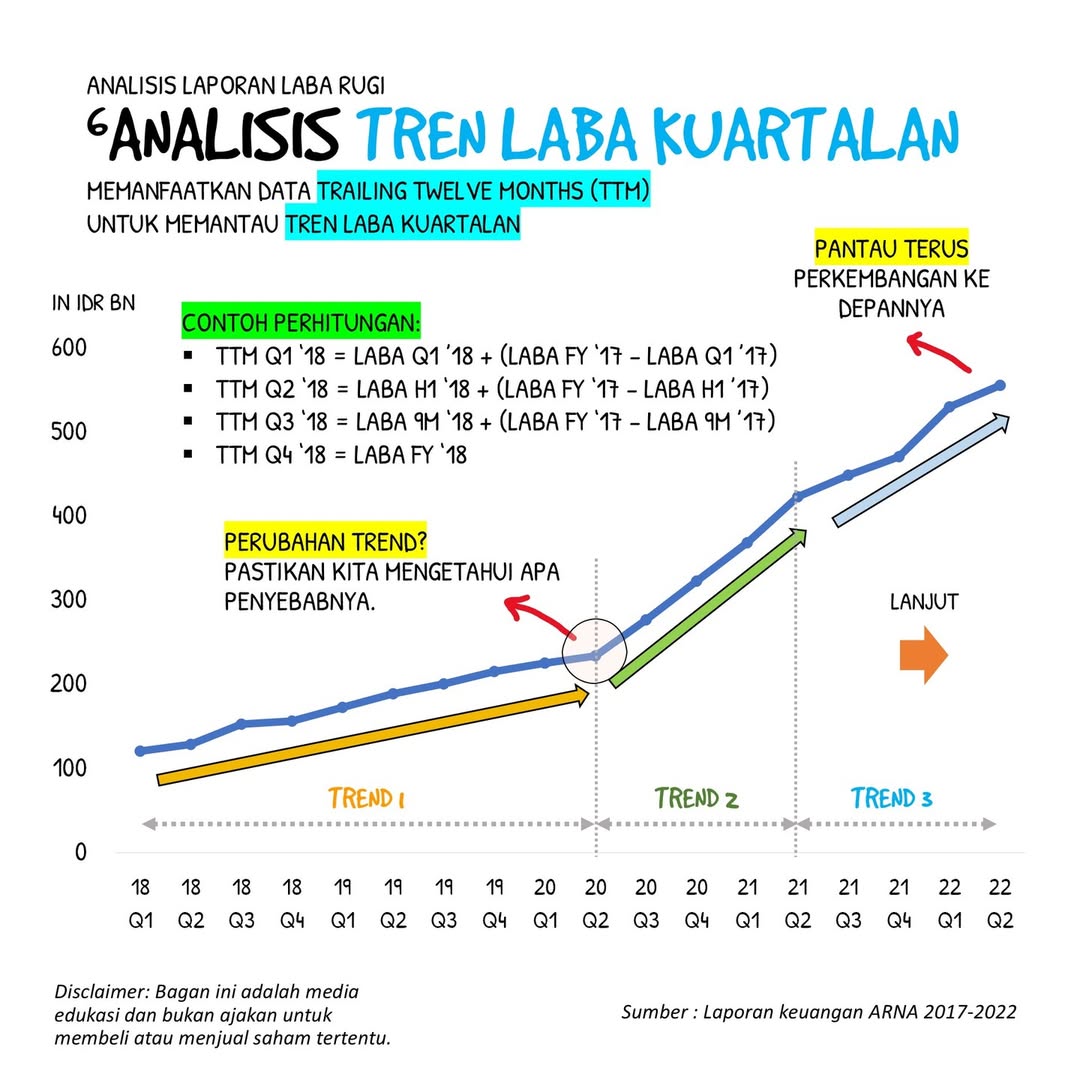 ANALISIS LAPORAN LABA RUGI
6ANALISIS TREN LABA KUARTALAN
MEMANFAATKAN DATA TRAILING TWELVE MONTHS (TTM)
UNTUK MEMANTAU TREN LABA KUARTALAN
PANTAU TERUS
PERKEMBANGAN KE
DEPANNYA
IN IDR BN
CONTOH PERHITUNGAN:
▪ TTM Q1 '18 = LABA Q1 '18 + (LABA FY '17 – LABA Q1 '17)
▪ TTM Q2 '18 = LABA H1 '18 + (LABA FY '17 – LABA H1 '17)
▪ TTM Q3 '18 = LABA 9M '18 + (LABA FY '17 – LABA 9M '17)
▪ TTM Q4 '18 = LABA FY '18
600
500
400
300
200
100
0
PERUBAHAN TREND?
PASTIKAN KITA MENGETAHUI APA
PENYEBABNYA.
LANJUT
TREND 1 TREND 2 TREND 3
18 18 18 18 19 19 19 19 20 20 20 20 21 21 21 21 22 22
Q1 Q2 Q3 Q4 Q1 Q2 Q3 Q4 Q1 Q2 Q3 Q4 Q1 Q2 Q3 Q4 Q1 Q2
Disclaimer: Bagan ini adalah media
edukasi dan bukan ajakan untuk
membeli atau menjual saham tertentu.
Sumber : Laporan keuangan ARNA 2017-2022